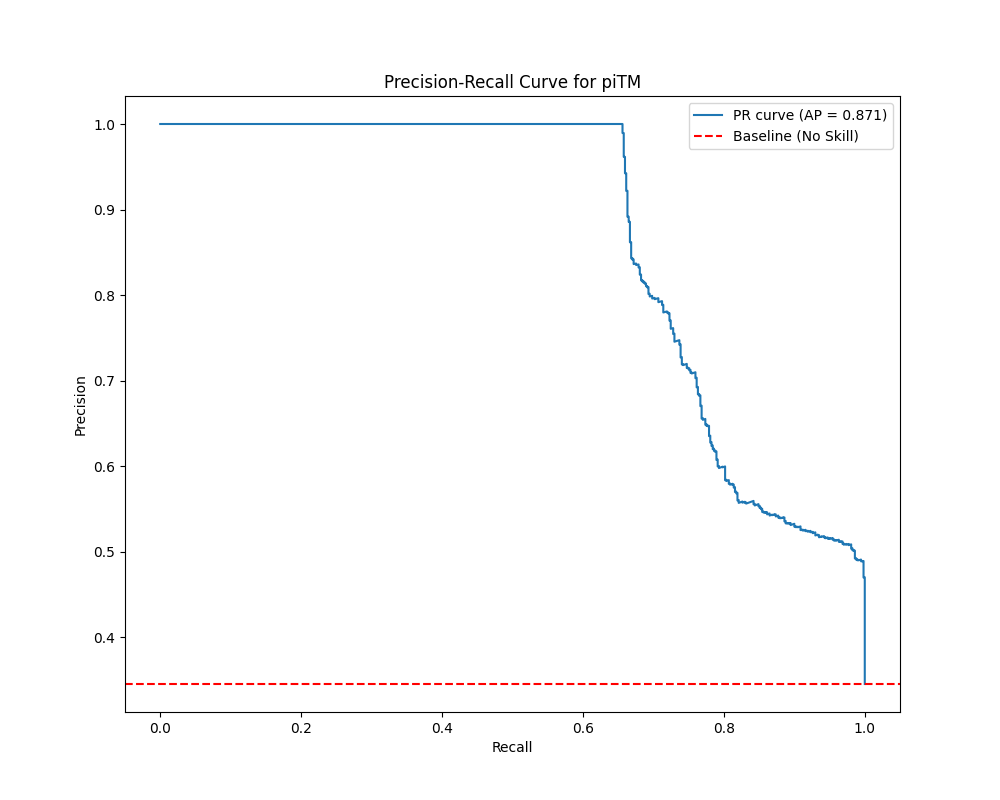 Precision-Recall Curve for piTM
PR curve (AP = 0.871)
Baseline (No Skill)
1.0
0.9
0.8
0.7
0.6
0.5
0.4
Precision
0.0 0.2 0.4 0.6 0.8 1.0
Recall